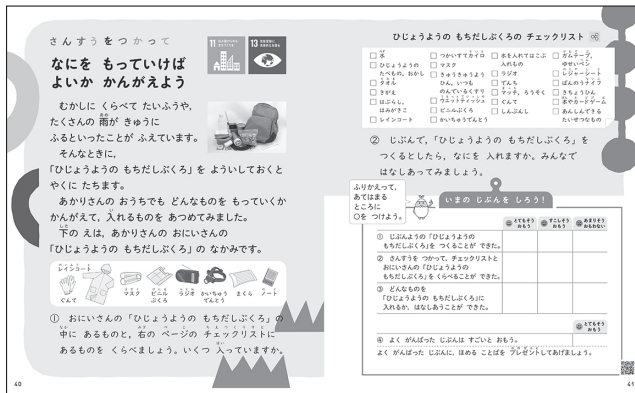 さんすうをつかって
11
13
なにを もっていけば
よいか かんがえよう
むかしに くらべて たいふうや，
たくさんの 雨が きゅうに
ふるといったことが ふえています。
そんなときに，
「ひじょうようの もちだしぶくろ」を よういしておくと
やくに たちます。
あかりさんの おうちでも どんなものを もっていくか
かんがえて，入れるものを あつめてみました。
下の えは，あかりさんの おにいさんの
「ひじょうようの もちだしぶくろ」の なかみです。
レインコート
ぐんて
マスク
ビニル
ぶくろ
ラジオ
かいちゅう
でんとう
まくら
ノート
① おにいさんの 「ひじょうようの もちだしぶくろ」の
中に あるものと，右の ページの チェックリストに
あるものを くらべましょう。いくつ 入っていますか。
40
ひじょうようの もちだしぶくろの チェックリスト
□ 水
□ ひじょうようの
たべもの，おかし
□ タオル
□ きがえ
□ はぶらし，
はみがきこ
□ レインコート
□ つかいすてカイロ
□ マスク
□ きゅうきゅうよう
ひん，いつも
のんでいるくすり
□ ウエットティッシュ
□ ビニルぶくろ
□ かいちゅうでんとう
□ 水を入れてはこぶ
入れもの
□ ラジオ
□ でんち
□ マッチ，ろうそく
□ ぐんて
□ しんぶんし
□ ガムテープ，
ゆせいペン
□ レジャーシート
□ ばんのうナイフ
□ きちょうひん
□ 本やカードゲーム
□ あんしんできる
たいせつなもの
② じぶんで，「ひじょうようの もちだしぶくろ」を
つくるとしたら，なにを 入れますか。みんなで
はなしあってみましょう。
ふりかえって，
あてはまる
ところに
○を つけよう。
いまの じぶんを しろう！
とてもそう
おもう
すこしそう
おもう
あまりそう
おもわない
① じぶんようの 「ひじょうようの
もちだしぶくろ」を つくることが できた。
② さんすうを つかって，チェックリストと
おにいさんの 「ひじょうようの
もちだしぶくろ」を くらべることが できた。
③ どんなものを
「ひじょうようの もちだしぶくろ」に
入れるか，はなしあうことが できた。
とてもそう
おもう
④ よく がんばった じぶんは すごいと おもう。
よく がんばった じぶんに，ほめる ことばを プレゼントしてあげましょう。
41